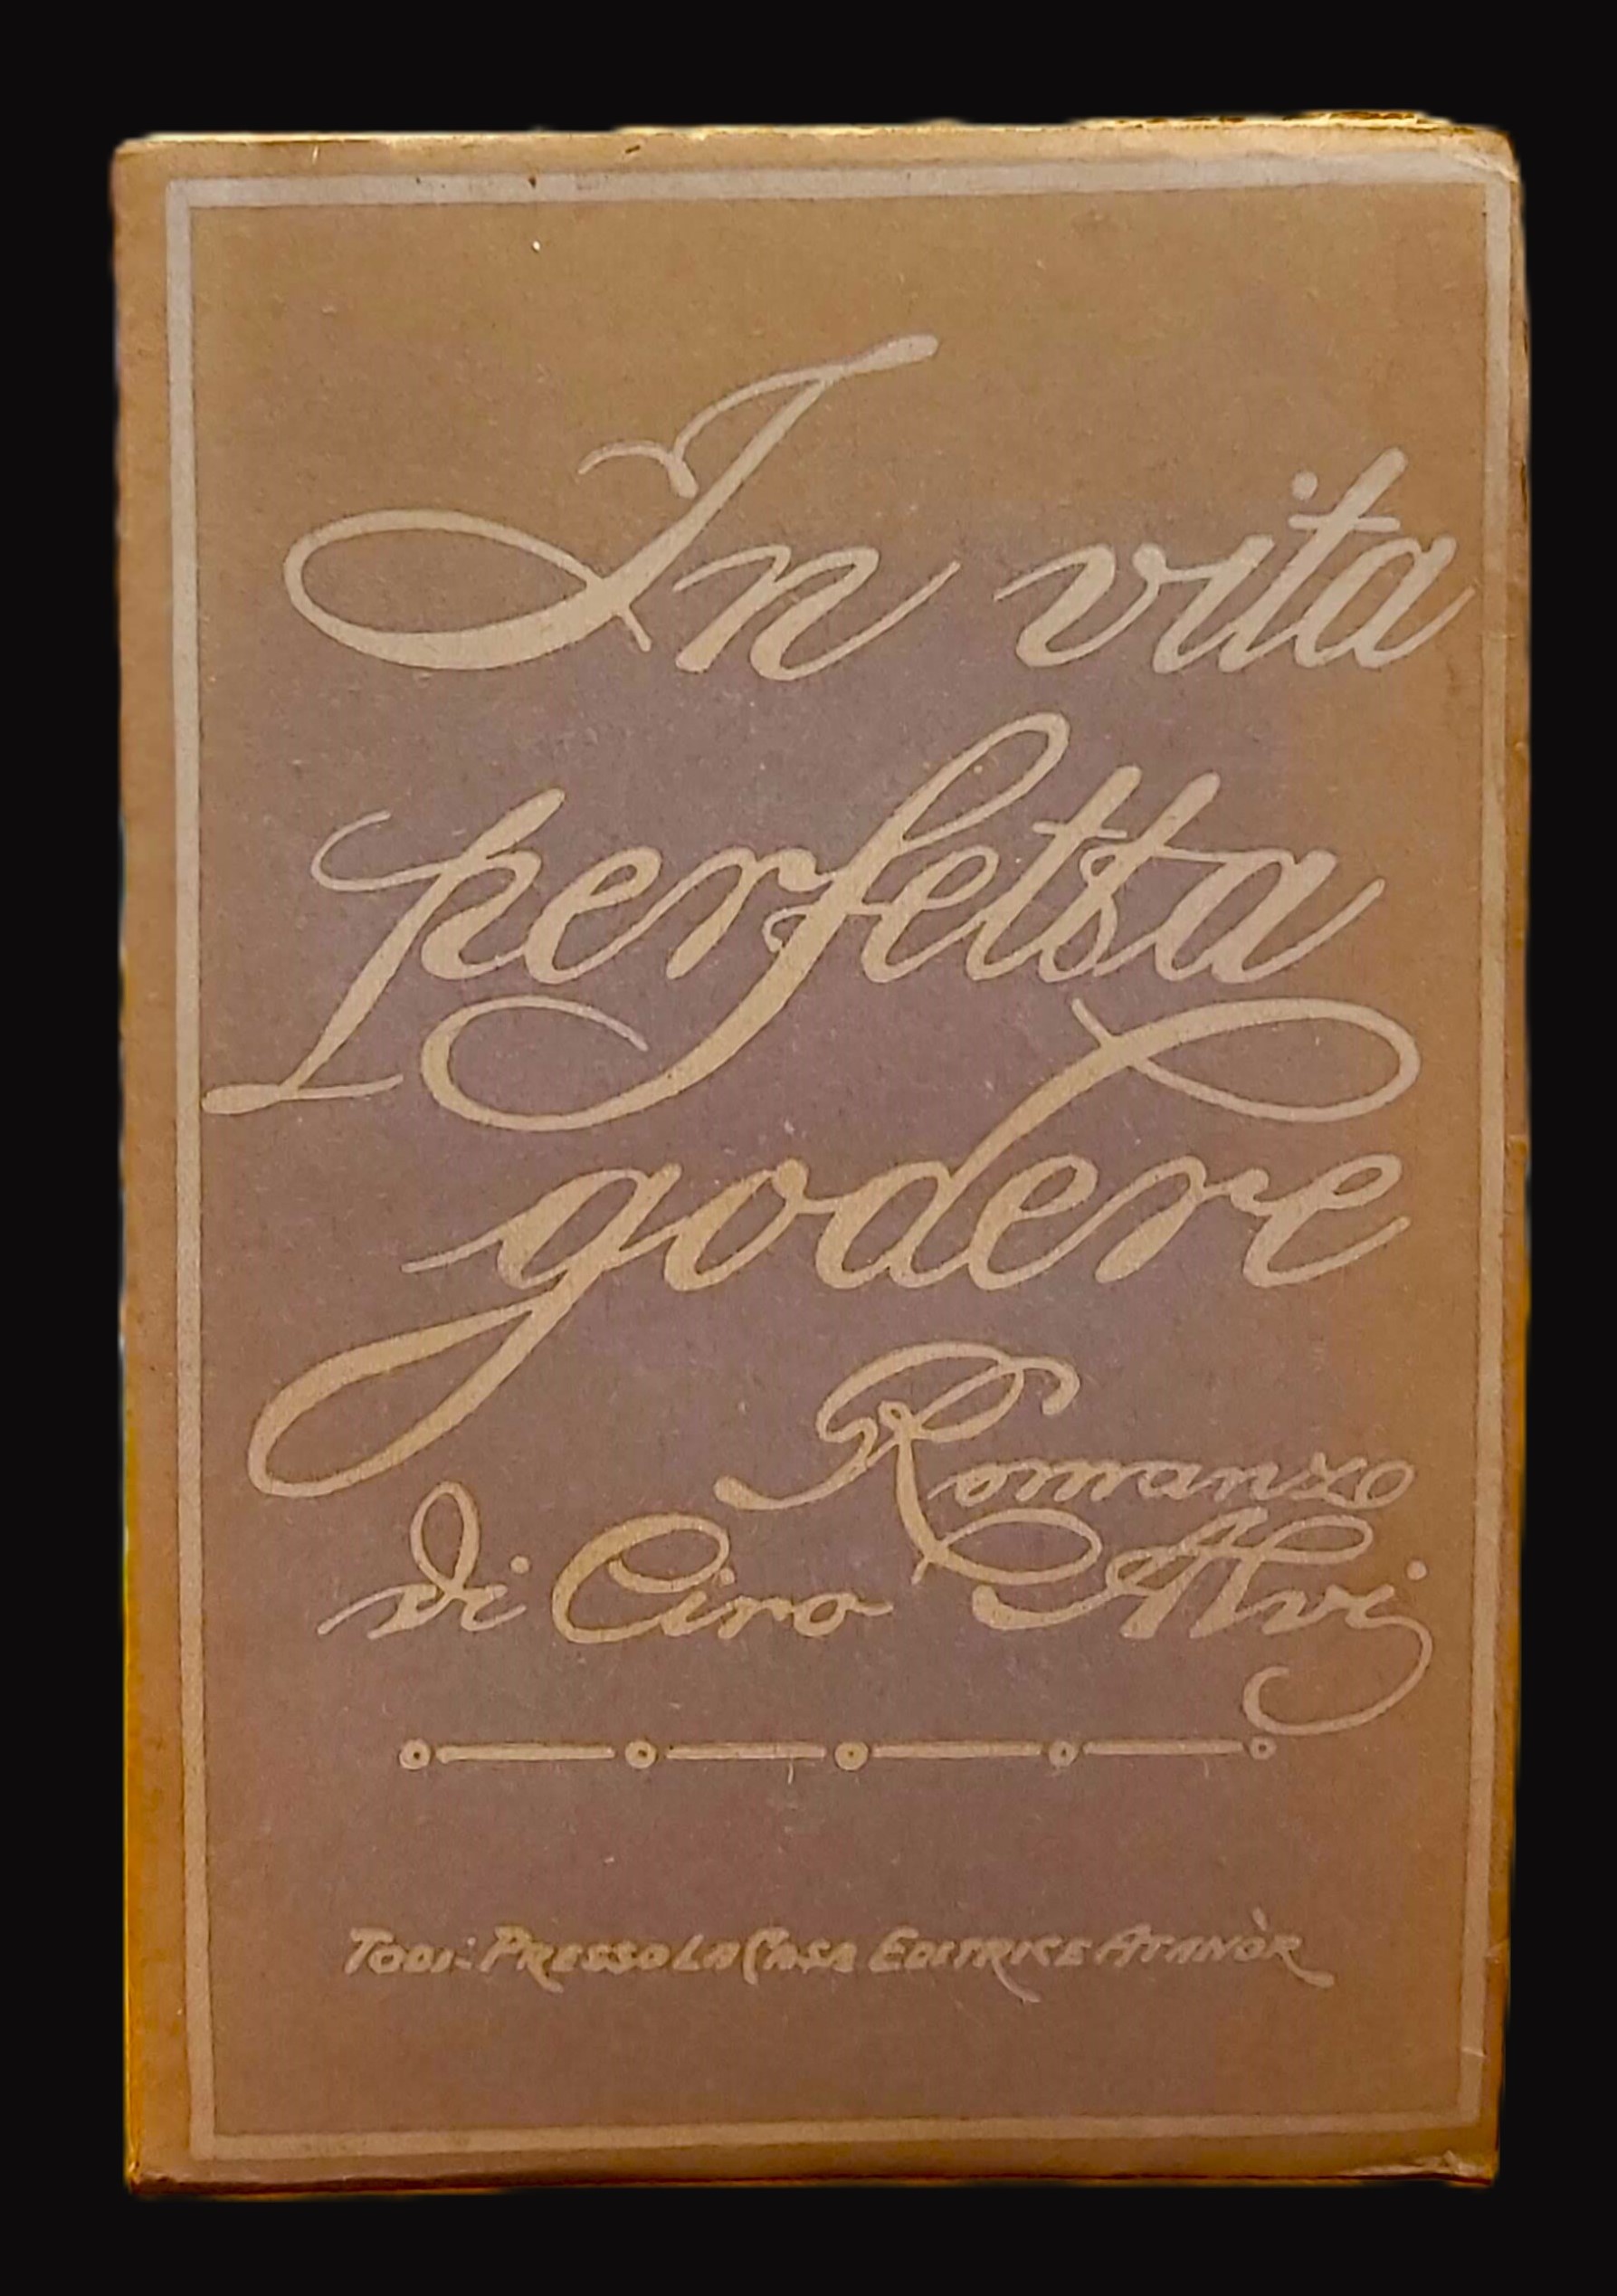 In vita
perfetta
godere
Romanzo
di Ciro Alvi
TODI: PRESSO LA CASA EDITRICE ATANÒR